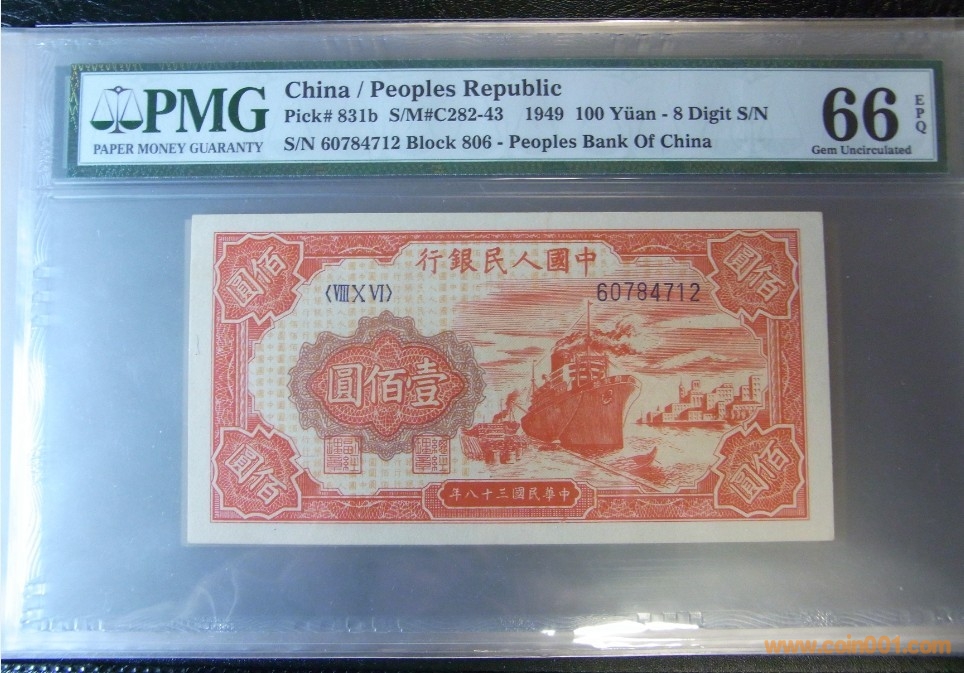 PMG
PAPER MONEY GUARANTY
China / Peoples Republic
Pick# 831b S/M#C282-43 1949 100 Yüan - 8 Digit S/N
S/N 60784712 Block 806 - Peoples Bank Of China
66
EPQ
Gem Uncirculated
行銀民人國中
圓佰
圓佰
〈VIII X VI〉
60784712
圓佰壹
圓佰
圓佰
年八十三國民華中
www.coin001.com